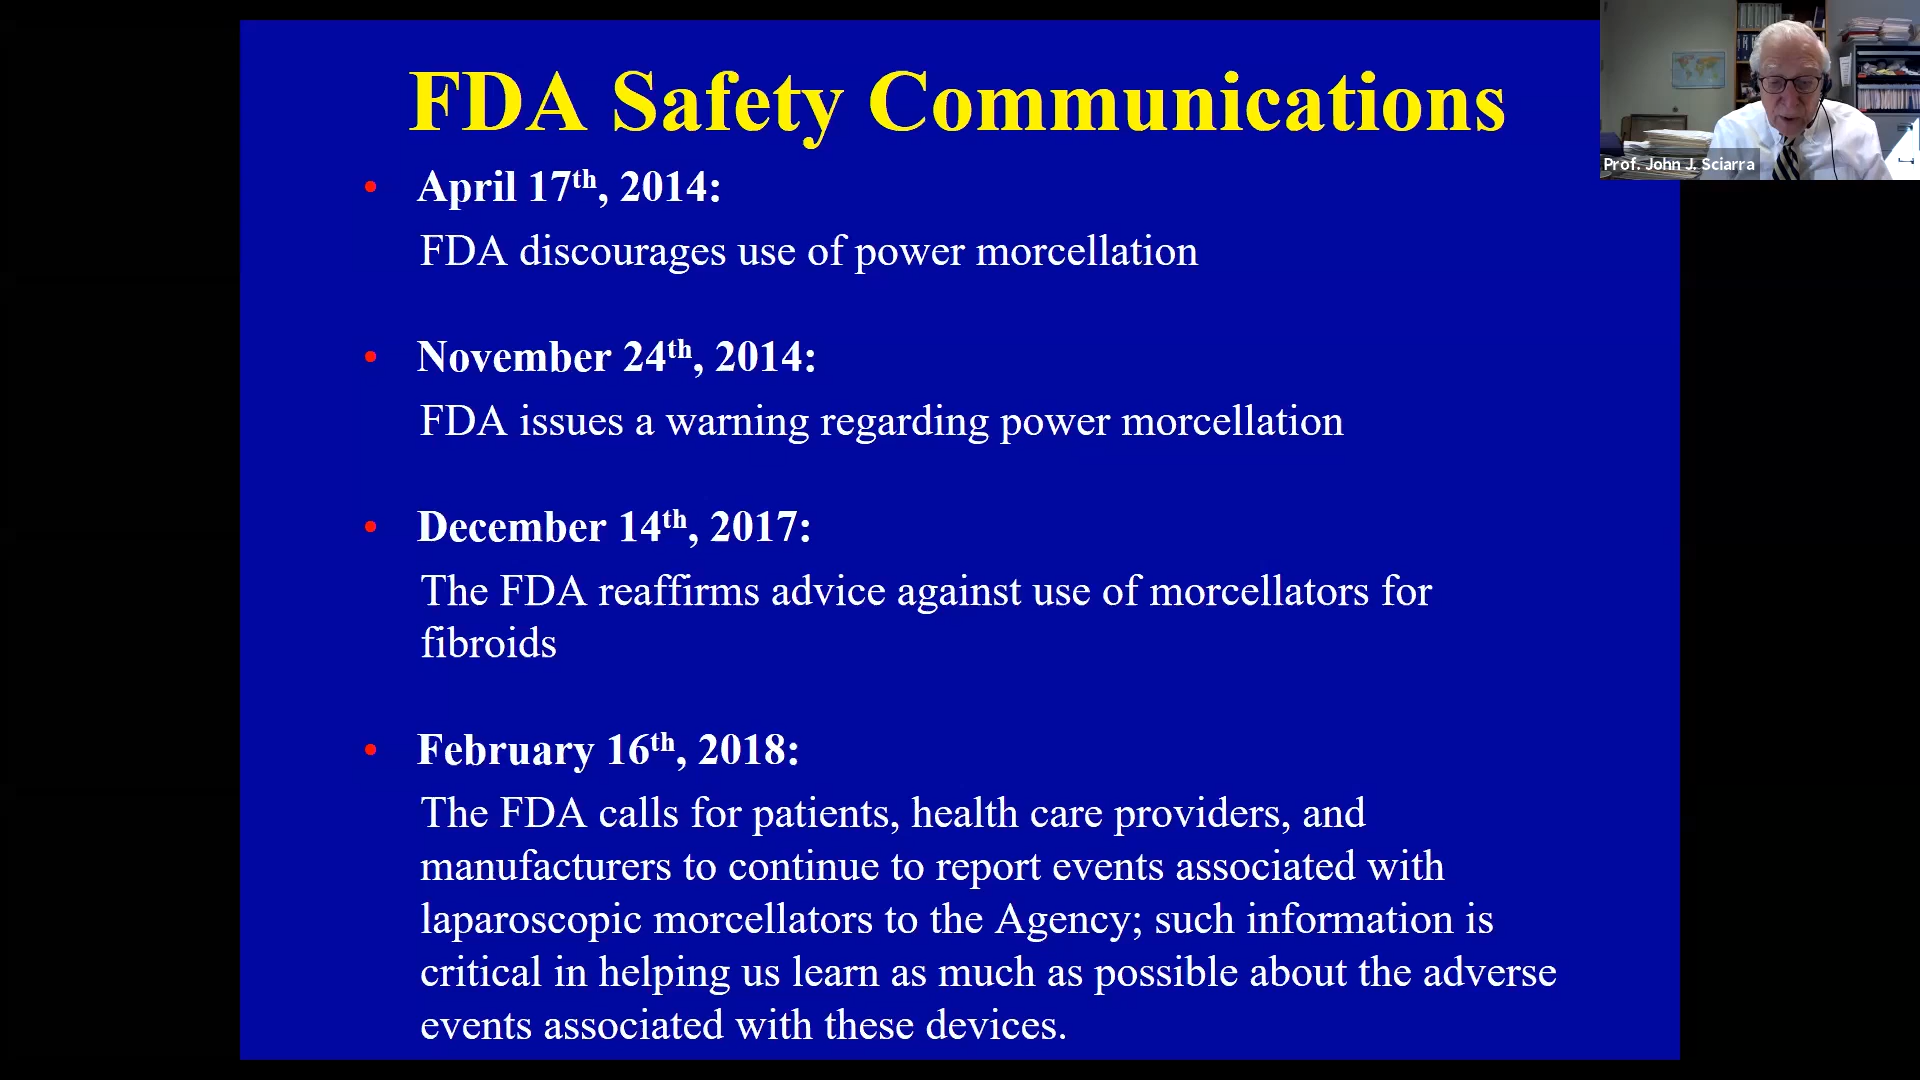 FDA Safety Communications
Prof. John J. Sciarra
• April 17th, 2014:
FDA discourages use of power morcellation
• November 24th, 2014:
FDA issues a warning regarding power morcellation
• December 14th, 2017:
The FDA reaffirms advice against use of morcellators for
fibroids
• February 16th, 2018:
The FDA calls for patients, health care providers, and
manufacturers to continue to report events associated with
laparoscopic morcellators to the Agency; such information is
critical in helping us learn as much as possible about the adverse
events associated with these devices.